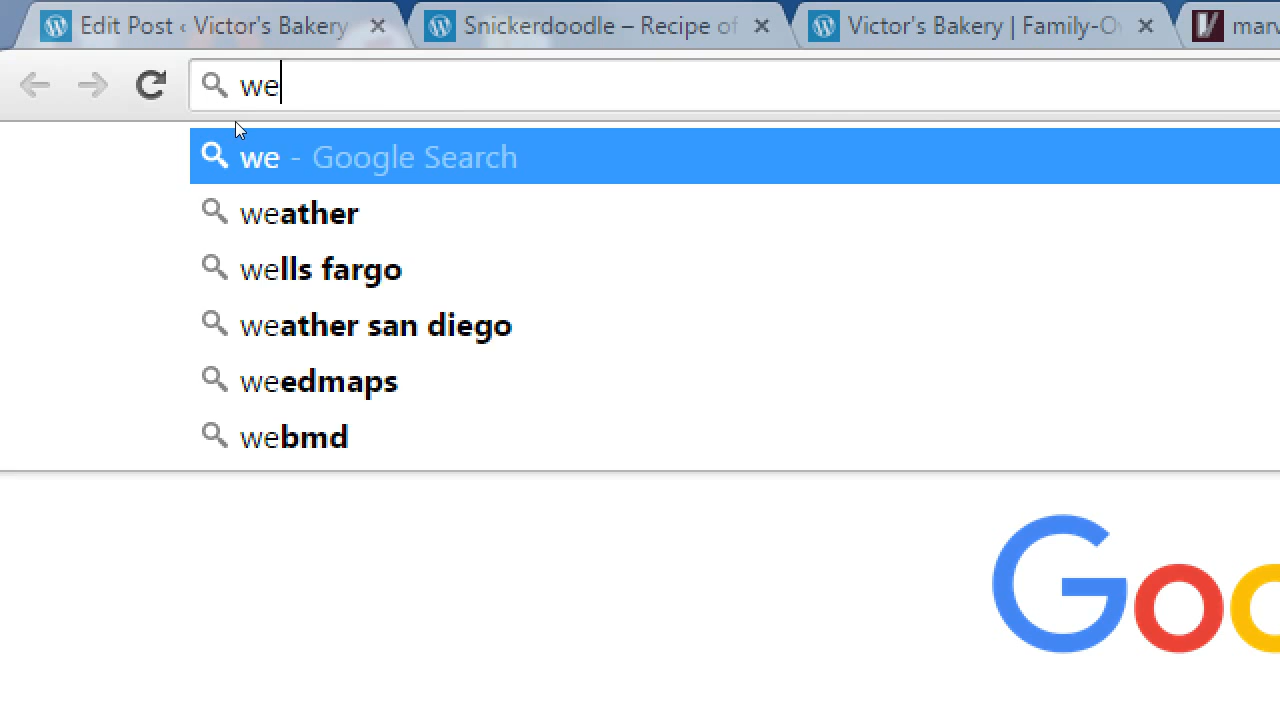 Edit Post ‹ Victor's Bakery
Snickerdoodle – Recipe of
Victor's Bakery | Family-O
marv
we
we - Google Search
weather
wells fargo
weather san diego
weedmaps
webmd
Goo